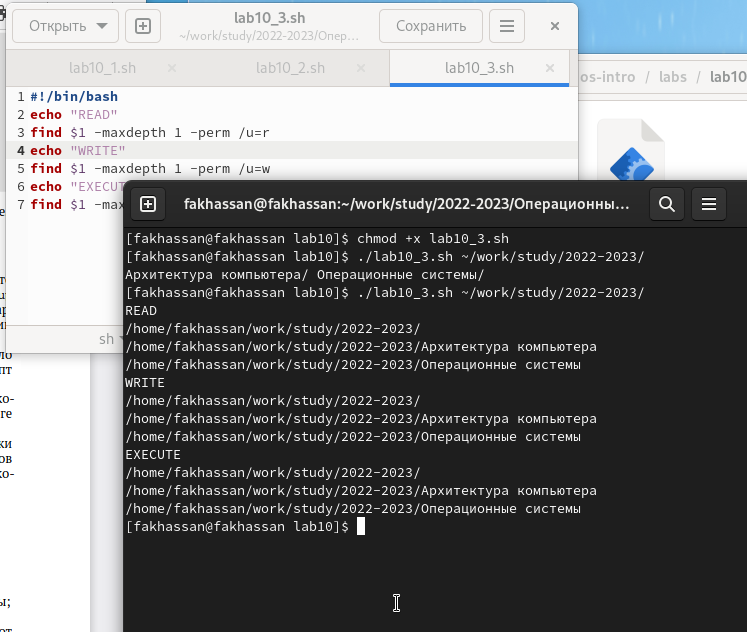 Открыть
lab10_3.sh
~/work/study/2022-2023/Опер…
Сохранить
lab10_1.sh
lab10_2.sh
lab10_3.sh
1 #!/bin/bash
2 echo "READ"
3 find $1 -maxdepth 1 -perm /u=r
4 echo "WRITE"
5 find $1 -maxdepth 1 -perm /u=w
6 echo "EXECUT
7 find $1 -max
sh
os-intro / labs / lab10
fakhassan@fakhassan:~/work/study/2022-2023/Операционны...
[fakhassan@fakhassan lab10]$ chmod +x lab10_3.sh
[fakhassan@fakhassan lab10]$ ./lab10_3.sh ~/work/study/2022-2023/
Архитектура компьютера/ Операционные системы/
[fakhassan@fakhassan lab10]$ ./lab10_3.sh ~/work/study/2022-2023/
READ
/home/fakhassan/work/study/2022-2023/
/home/fakhassan/work/study/2022-2023/Архитектура компьютера
/home/fakhassan/work/study/2022-2023/Операционные системы
WRITE
/home/fakhassan/work/study/2022-2023/
/home/fakhassan/work/study/2022-2023/Архитектура компьютера
/home/fakhassan/work/study/2022-2023/Операционные системы
EXECUTE
/home/fakhassan/work/study/2022-2023/
/home/fakhassan/work/study/2022-2023/Архитектура компьютера
/home/fakhassan/work/study/2022-2023/Операционные системы
[fakhassan@fakhassan lab10]$